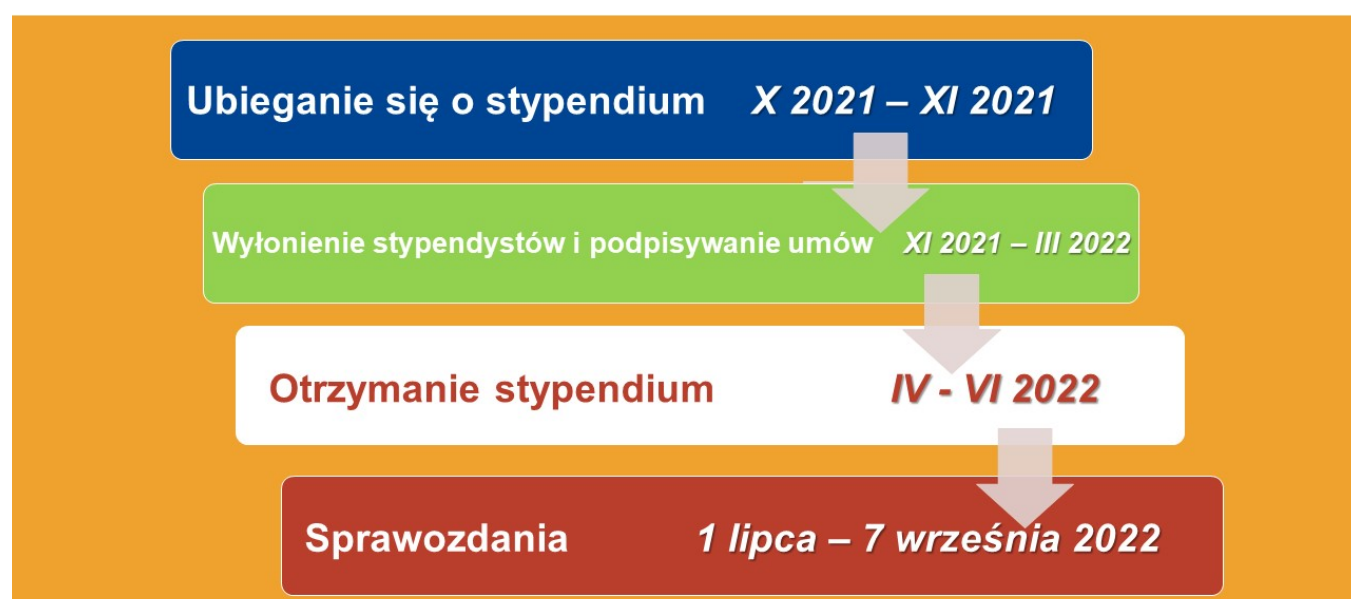 Ubieganie się o stypendium X 2021 – XI 2021
Wyłonienie stypendystów i podpisywanie umów XI 2021 – III 2022
Otrzymanie stypendium IV - VI 2022
Sprawozdania 1 lipca – 7 września 2022